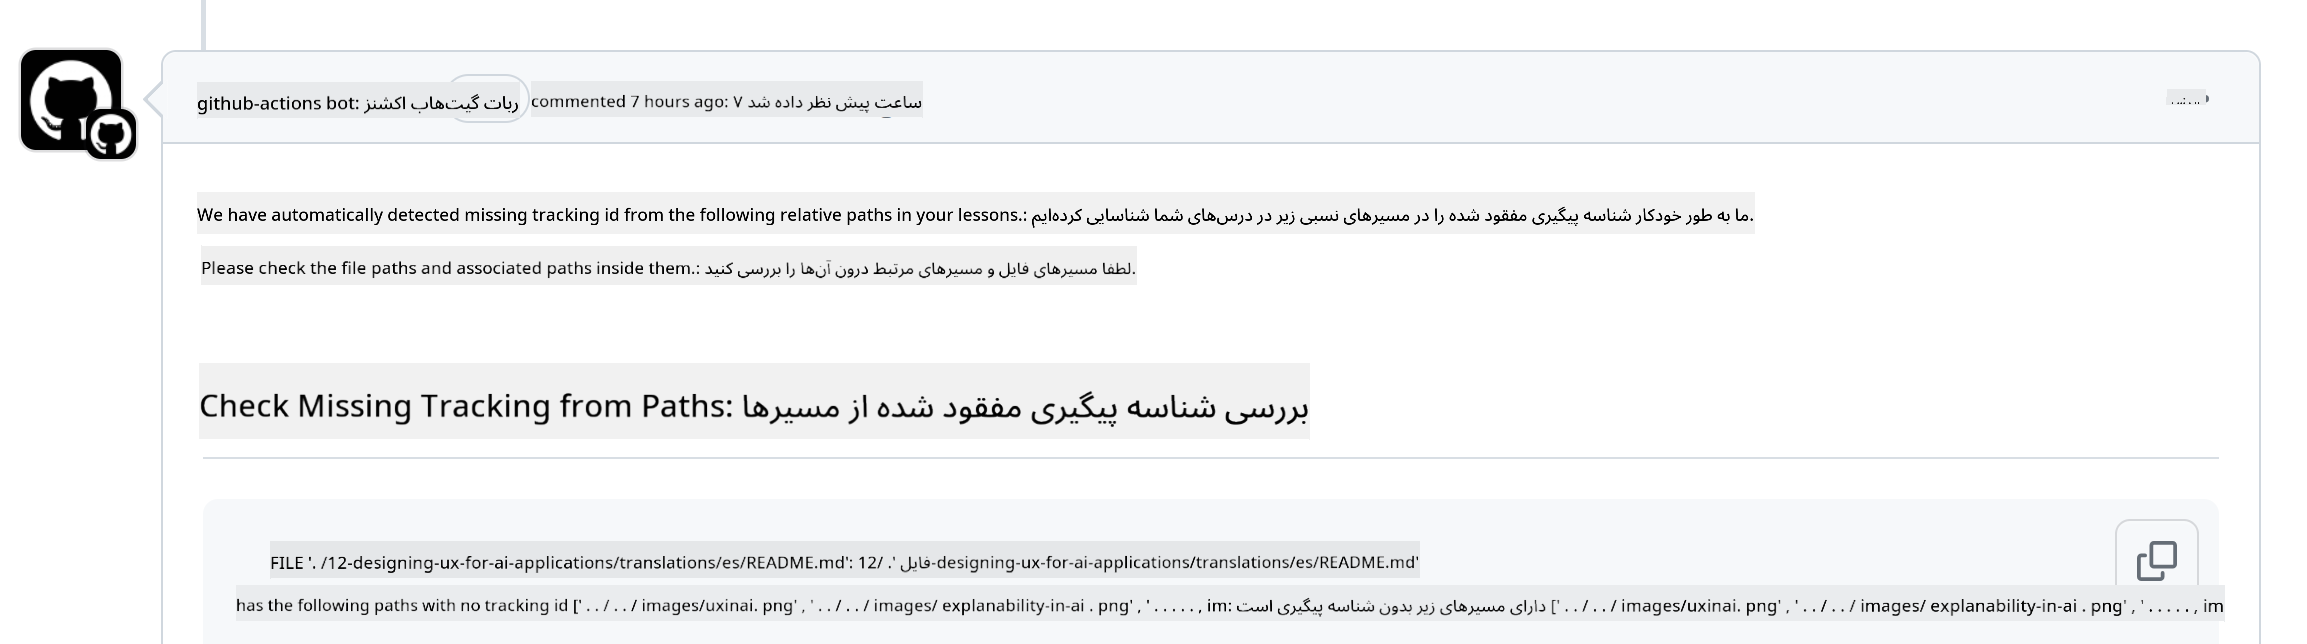 github-actions bot: ربات گیت‌هاب اکشنز commented 7 hours ago: ۷ ساعت پیش نظر داده شد
We have automatically detected missing tracking id from the following relative paths in your lessons.: ما به طور خودکار شناسه پیگیری مفقود شده را در مسیرهای نسبی زیر در درس‌های شما شناسایی کرده‌ایم.
Please check the file paths and associated paths inside them.: لطفا مسیرهای فایل و مسیرهای مرتبط درون آن‌ها را بررسی کنید.
Check Missing Tracking from Paths: بررسی شناسه پیگیری مفقود شده از مسیرها
FILE '. /12-designing-ux-for-ai-applications/translations/es/README.md': فایل '. /12-designing-ux-for-ai-applications/translations/es/README.md'
has the following paths with no tracking id [' . . / . . / images/uxinai. png' , ' . . / . . / images/ explanability-in-ai . png' , ' . . . . . , im: دارای مسیرهای زیر بدون شناسه پیگیری است [' . . / . . / images/uxinai. png' , ' . . / . . / images/ explanability-in-ai . png' , ' . . . . . , im